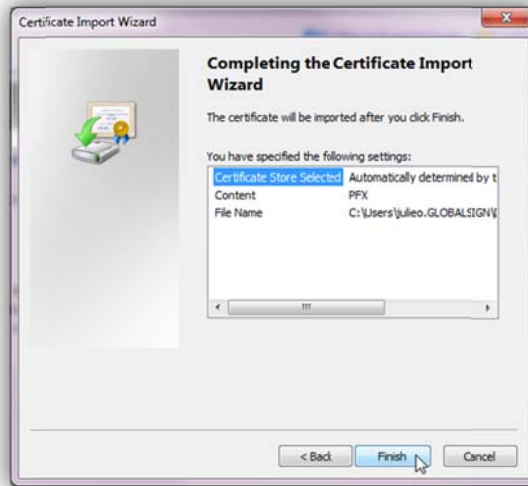 Certificate Import Wizard
Completing the Certificate Import
Wizard
The certificate will be imported after you click Finish.
You have specified the following settings:
Certificate Store Selected Automatically determined by t
Content PFX
File Name C:\Users\julieo.GLOBALSIGN\
< Back Finish Cancel